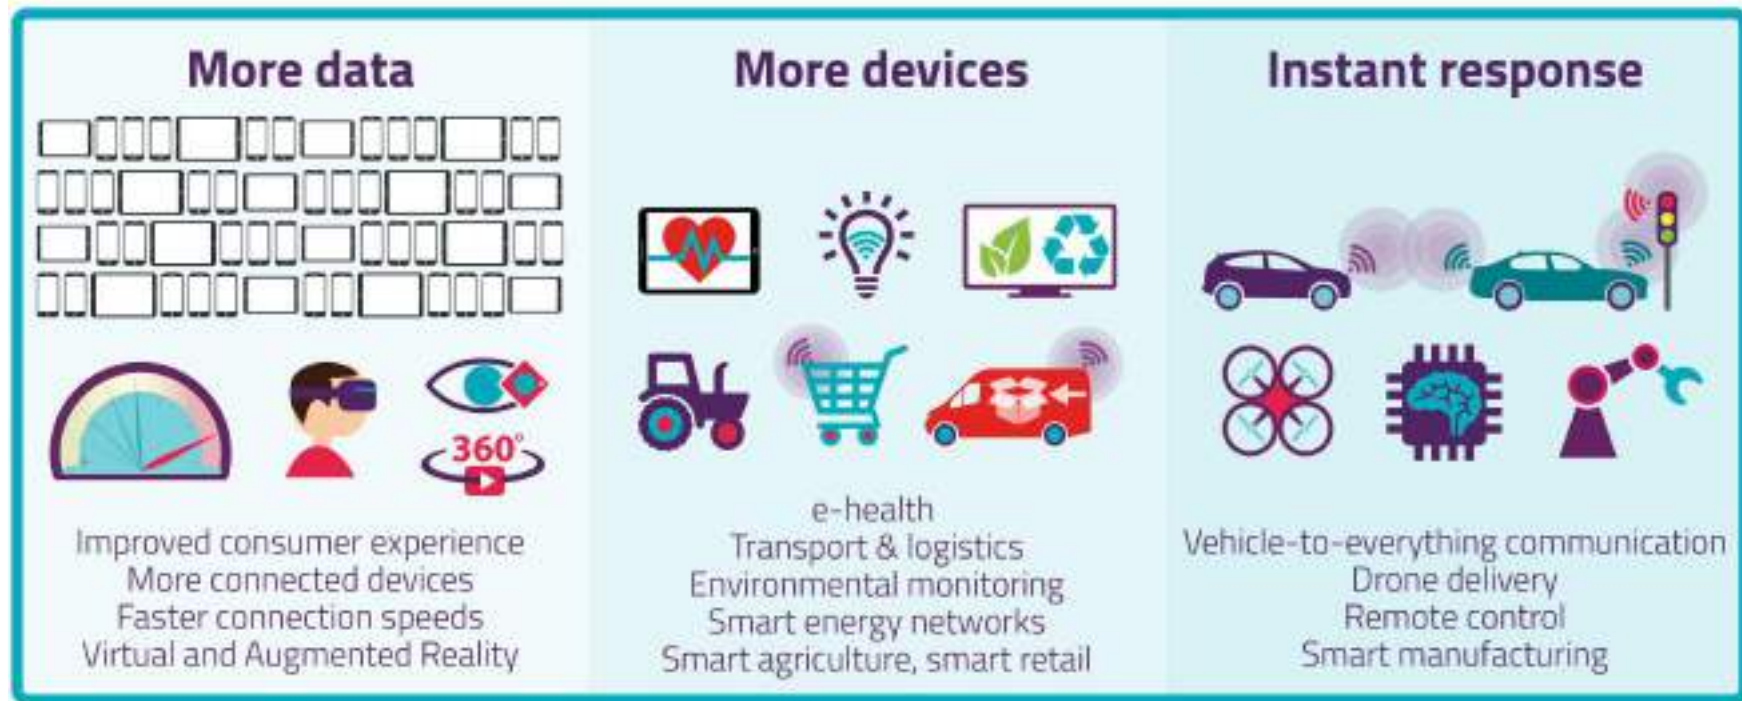 More data
360°
Improved consumer experience
More connected devices
Faster connection speeds
Virtual and Augmented Reality
More devices
e-health
Transport & logistics
Environmental monitoring
Smart energy networks
Smart agriculture, smart retail
Instant response
Vehicle-to-everything communication
Drone delivery
Remote control
Smart manufacturing